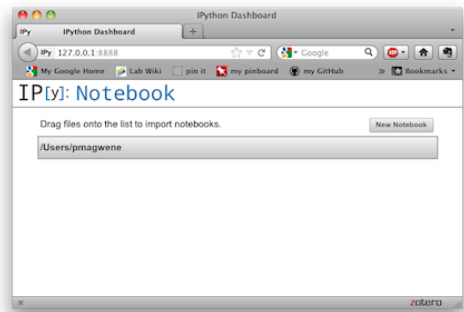 IPython Dashboard
IPy IPython Dashboard +
IPy 127.0.0.1:8888 Google
My Google Home Lab Wiki pin it my pinboard my GitHub » Bookmarks
IP[y]: Notebook
Drag files onto the list to import notebooks. New Notebook
/Users/pmagwene
× zotero